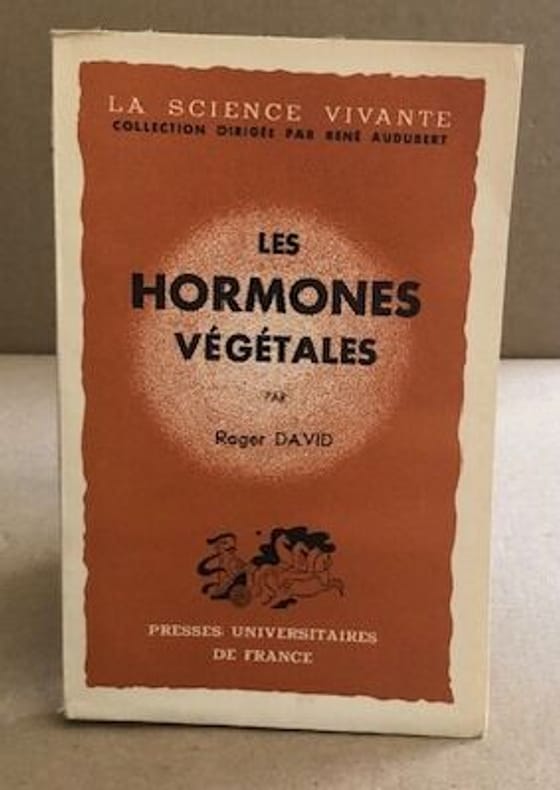 LA SCIENCE VIVANTE
COLLECTION DIRIGÉE PAR RENÉ AUDUBERT
LES
HORMONES
VÉGÉTALES
PAR
Roger DAVID
PRESSES UNIVERSITAIRES
DE FRANCE